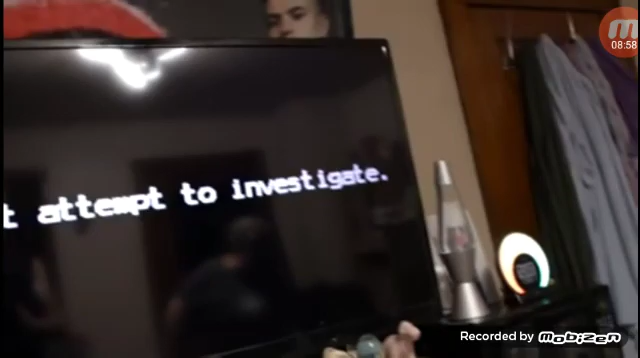 08:58
t attempt to investigate.
Recorded by mobizen